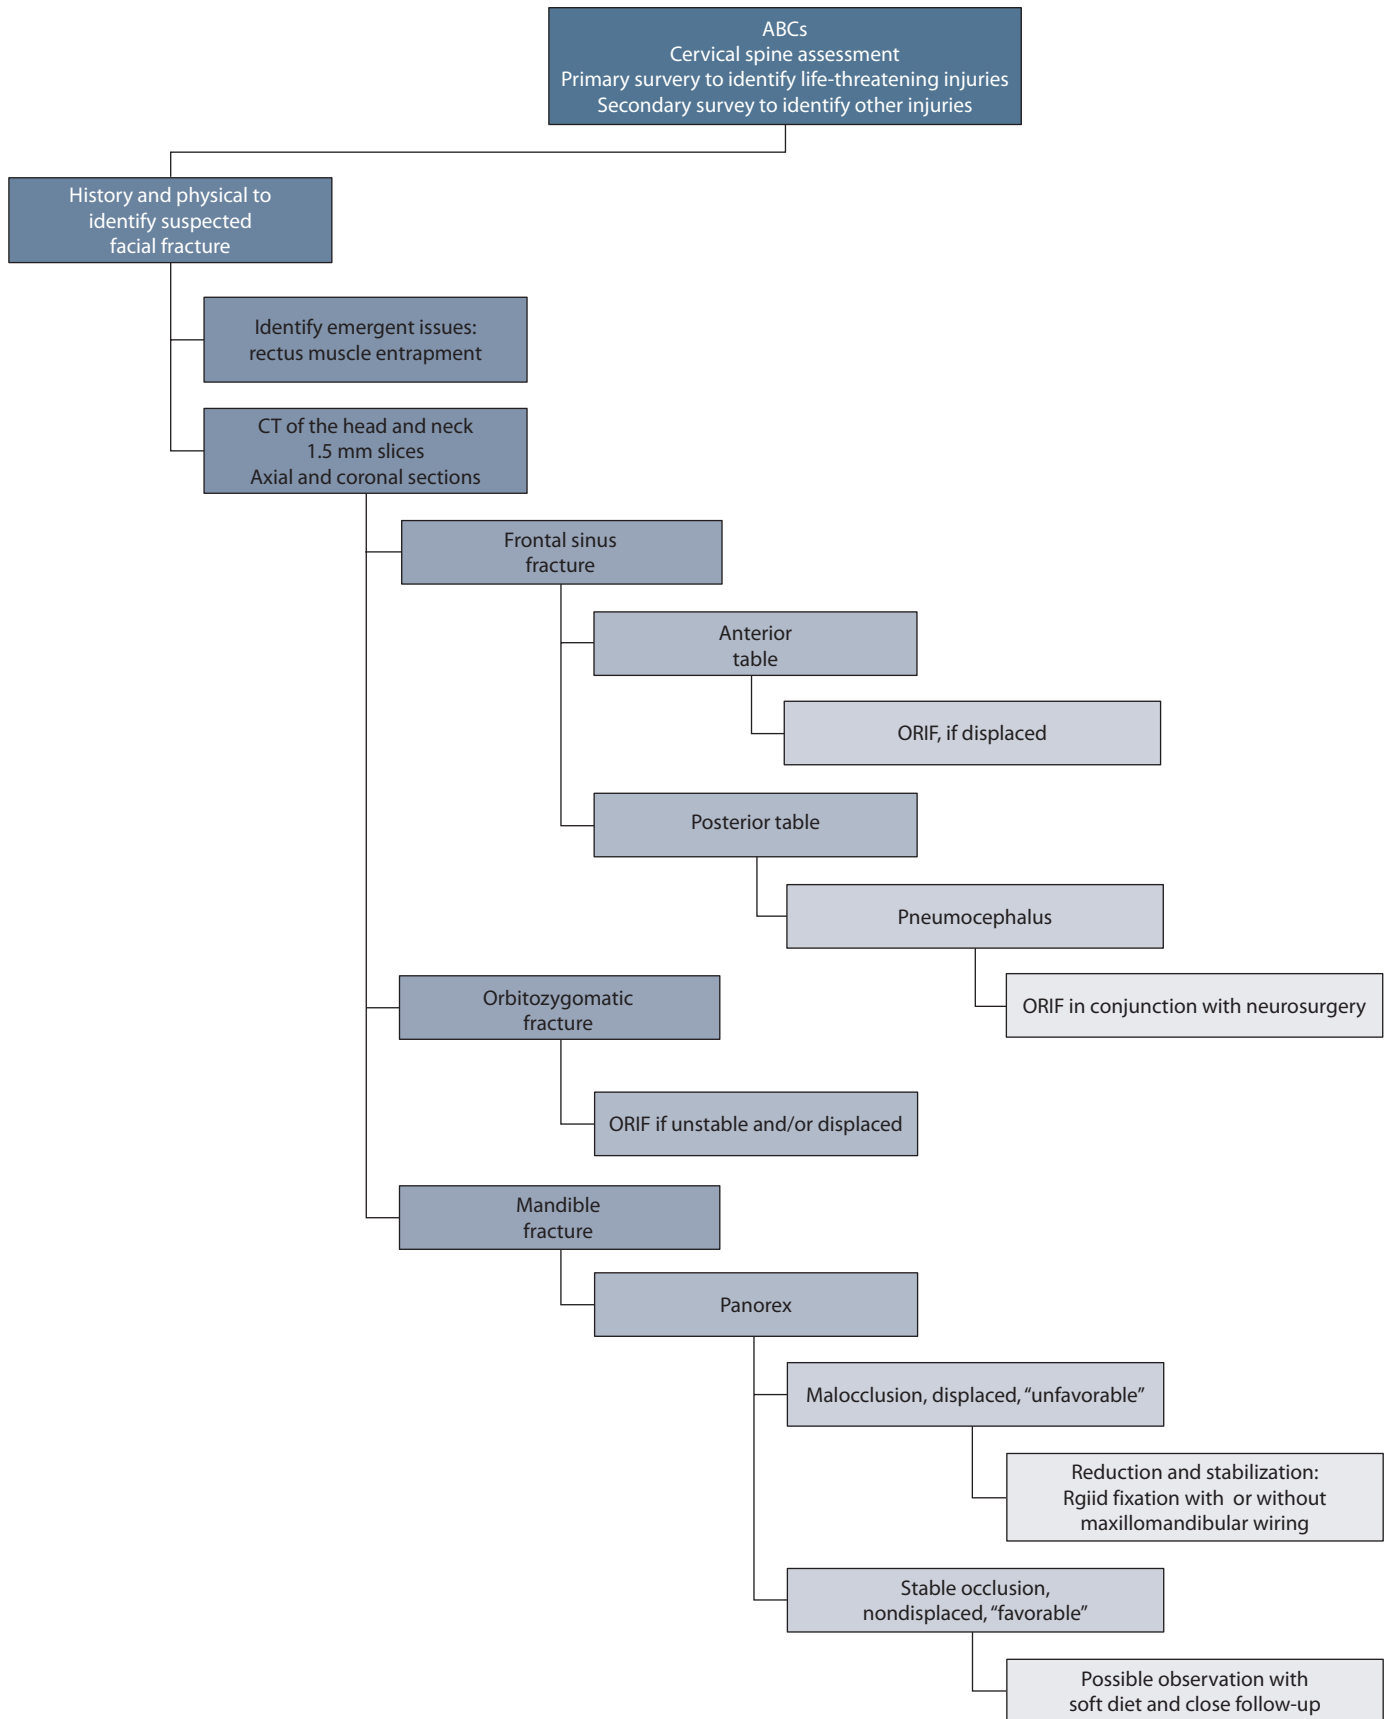 ABCs
Cervical spine assessment
Primary survery to identify life-threatening injuries
Secondary survey to identify other injuries
History and physical to
identify suspected
facial fracture
Identify emergent issues:
rectus muscle entrapment
CT of the head and neck
1.5 mm slices
Axial and coronal sections
Frontal sinus
fracture
Anterior
table
ORIF, if displaced
Posterior table
Pneumocephalus
ORIF in conjunction with neurosurgery
Orbitozygomatic
fracture
ORIF if unstable and/or displaced
Mandible
fracture
Panorex
Malocclusion, displaced, “unfavorable”
Reduction and stabilization:
Rgiid fixation with or without
maxillomandibular wiring
Stable occlusion,
nondisplaced, “favorable”
Possible observation with
soft diet and close follow-up